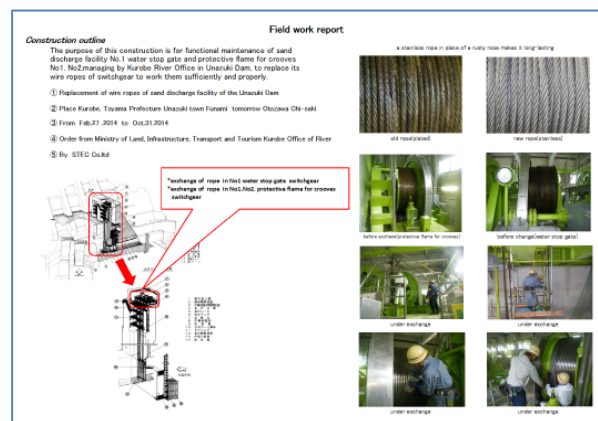 Field work report
Construction outline
The purpose of this construction is for functional maintenance of sand
discharge facility No.1 water stop gate and protective flame for crooves
No1. No2.managing by Kurobe River Office in Unazuki Dam, to replace its
wire ropes of switchgear to work them sufficiently and properly.
① Replacement of wire ropes of sand discharge facility of the Unazuki Dam
② Place Kurobe, Toyama Prefecture Unazuki town Funami tomorrow Otozawa Chi-saki
③ From Feb,27 ,2014 to Oct,31,2014
④ Order from Ministry of Land, Infrastructure, Transport and Tourism Kurobe Office of River
⑤ By STEC Co.ltd
*exchange of rope in No1 water stop gate switchgear
*exchange of rope in No1.No2. protective flame for crooves
switchgear
a stainless rope in place of a rusty rope makes it long-lasting
old rope(plated)
new rope(stainless)
before exchane(protective flame for crooves)
before change(water stop gate)
under exchange
under exchange
under exchange
under exchange